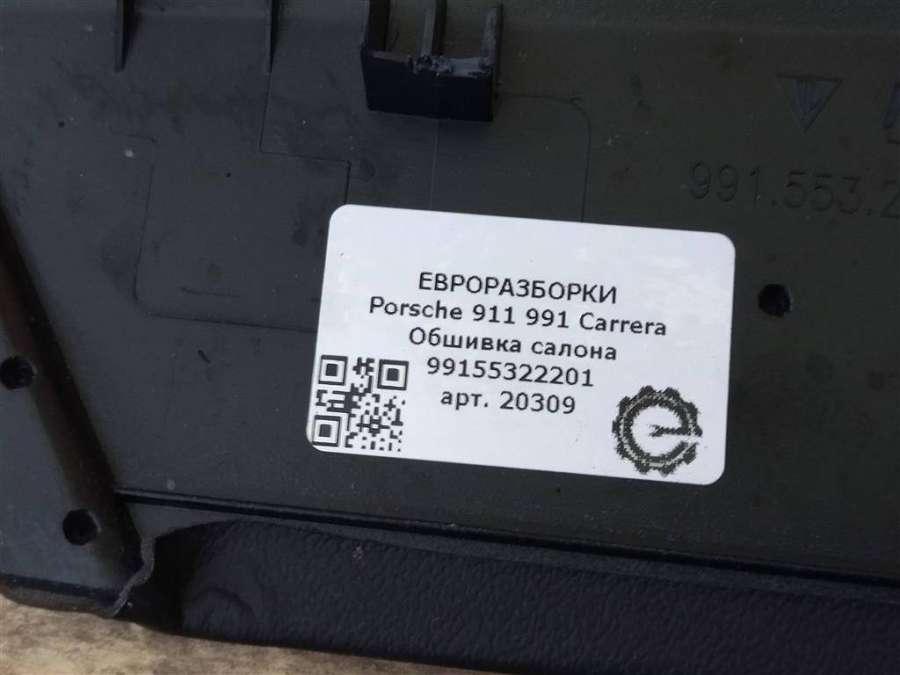 991.553.2
ЕВРОРАЗБОРКИ
Porsche 911 991 Carrera
Обшивка салона
99155322201
арт. 20309